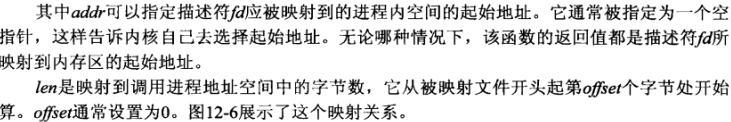 其中addr可以指定描述符fd应被映射到的进程内空间的起始地址。它通常被指定为一个空
指针，这样告诉内核自己去选择起始地址。无论哪种情况下，该函数的返回值都是描述符fd所
映射到内存区的起始地址。
len是映射到调用进程地址空间中的字节数，它从被映射文件开头起第offset个字节处开始
算。offset通常设置为0。图12-6展示了这个映射关系。